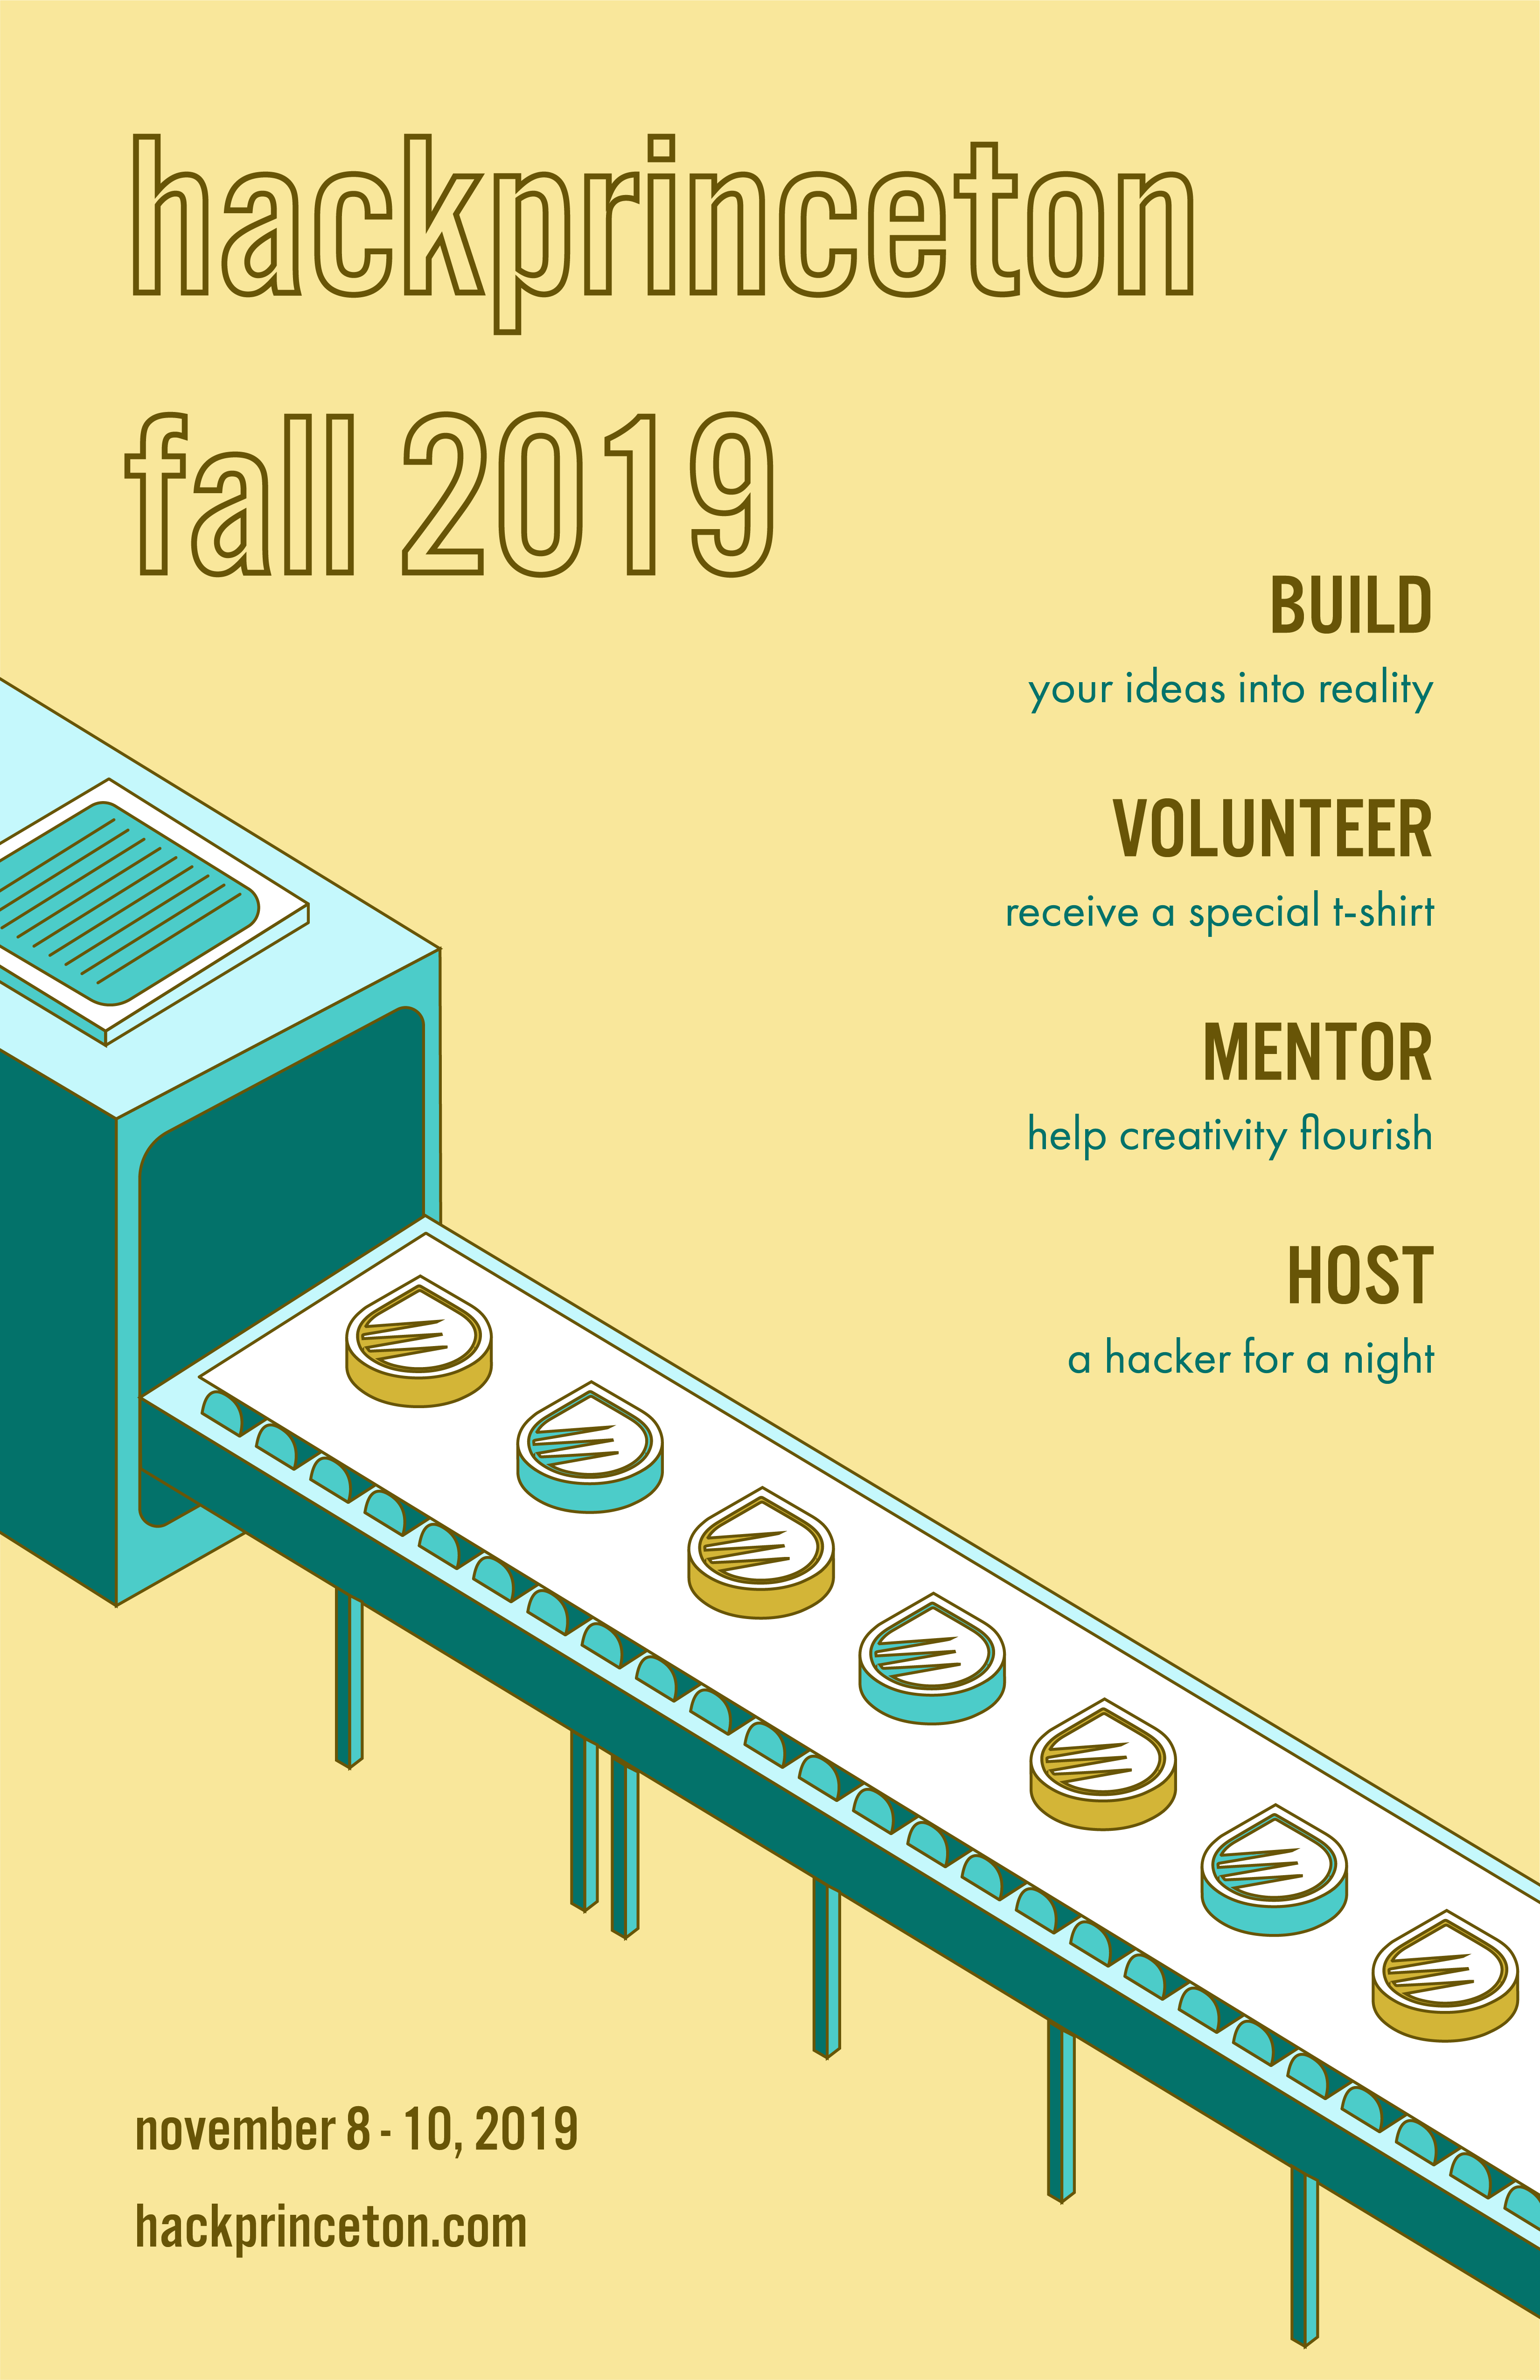 hackprinceton
fall 2019
BUILD
your ideas into reality
VOLUNTEER
receive a special t-shirt
MENTOR
help creativity flourish
HOST
a hacker for a night
november 8 - 10, 2019
hackprinceton.com